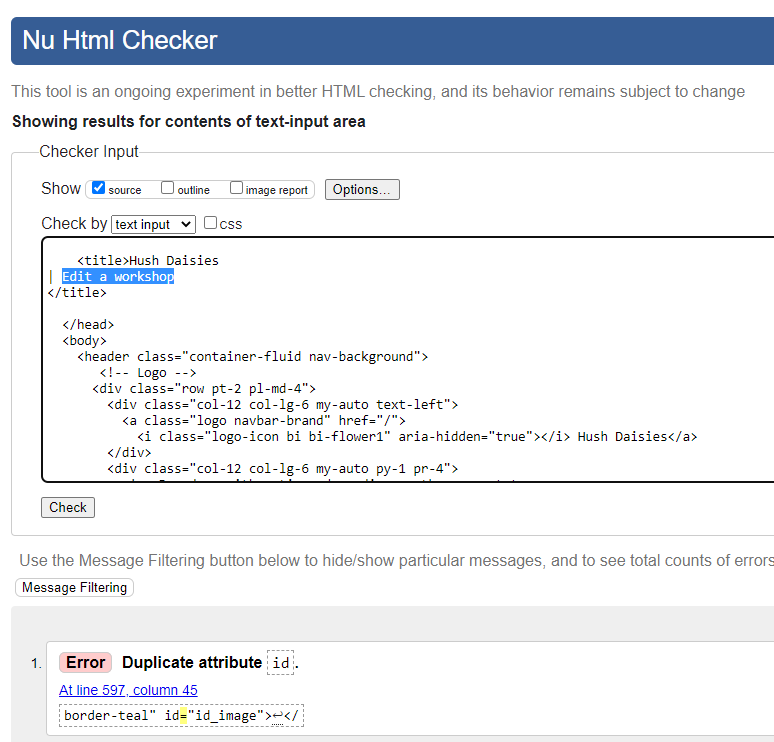 Nu Html Checker
This tool is an ongoing experiment in better HTML checking, and its behavior remains subject to change
Showing results for contents of text-input area
Checker Input
Show source outline image report Options...
Check by text input css
<title>Hush Daisies
| Edit a workshop
</title>
</head>
<body>
<header class="container-fluid nav-background">
<!-- Logo -->
<div class="row pt-2 pl-md-4">
<div class="col-12 col-lg-6 my-auto text-left">
<a class="logo navbar-brand" href="/">
<i class="logo-icon bi bi-flower1" aria-hidden="true"></i> Hush Daisies</a>
</div>
<div class="col-12 col-lg-6 my-auto py-1 pr-4">
Check
Use the Message Filtering button below to hide/show particular messages, and to see total counts of errors
Message Filtering
1. Error Duplicate attribute id.
At line 597, column 45
border-teal" id="id_image">↩</